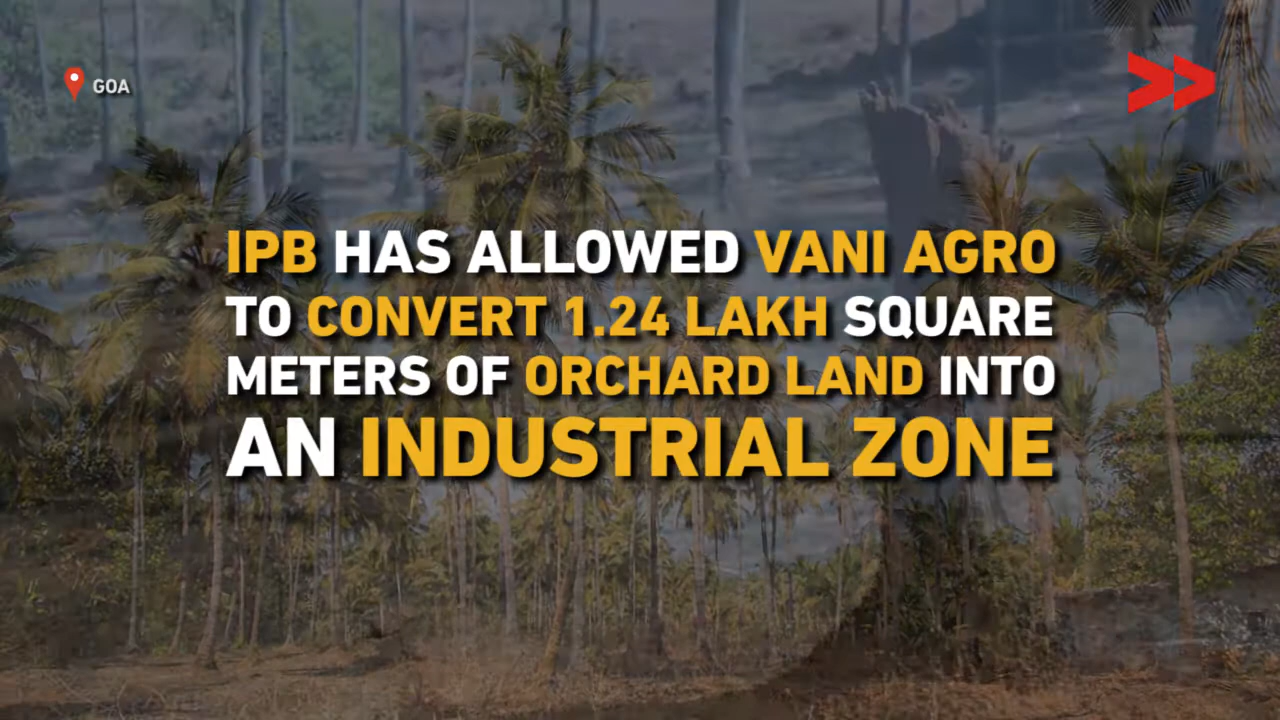 GOA
IPB HAS ALLOWED VANI AGRO
TO CONVERT 1.24 LAKH SQUARE
METERS OF ORCHARD LAND INTO
AN INDUSTRIAL ZONE